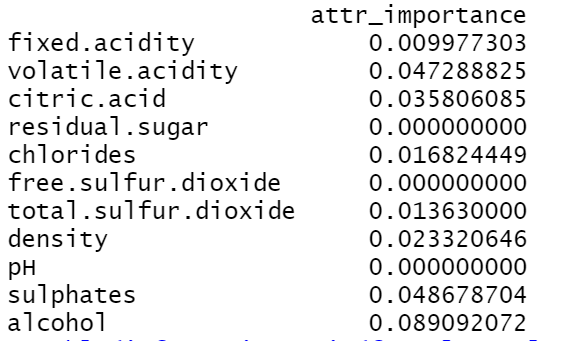 attr_importance
fixed.acidity 0.009977303
volatile.acidity 0.047288825
citric.acid 0.035806085
residual.sugar 0.000000000
chlorides 0.016824449
free.sulfur.dioxide 0.000000000
total.sulfur.dioxide 0.013630000
density 0.023320646
pH 0.000000000
sulphates 0.048678704
alcohol 0.089092072